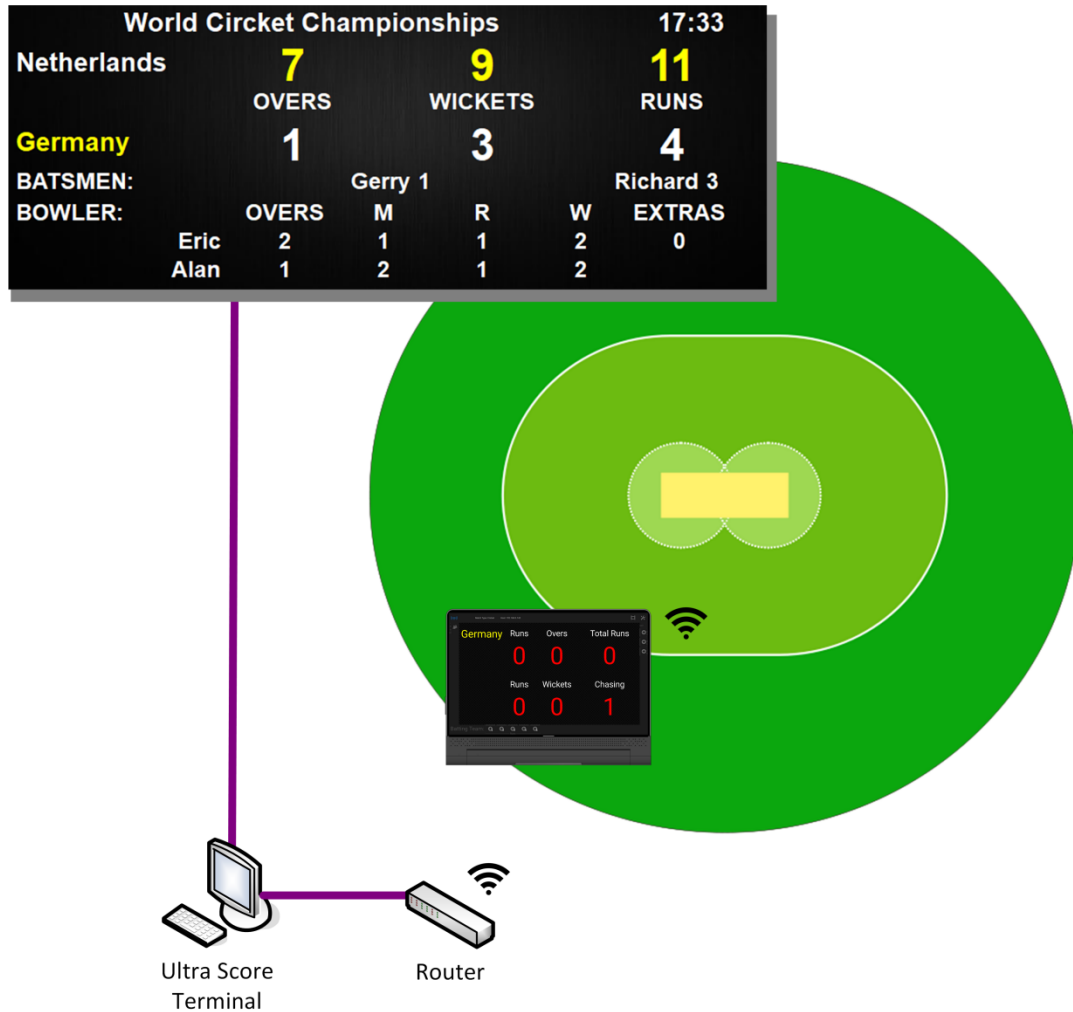 World Circket Championships 17:33
Netherlands 7 9 11
OVERS WICKETS RUNS
Germany 1 3 4
BATSMEN: Gerry 1 Richard 3
BOWLER: OVERS M R W EXTRAS
Eric 2 1 1 2 0
Alan 1 2 1 2
Germany Runs Overs Total Runs
0 0 0
Runs Wickets Chasing
0 0 1
Ultra Score
Terminal
Router